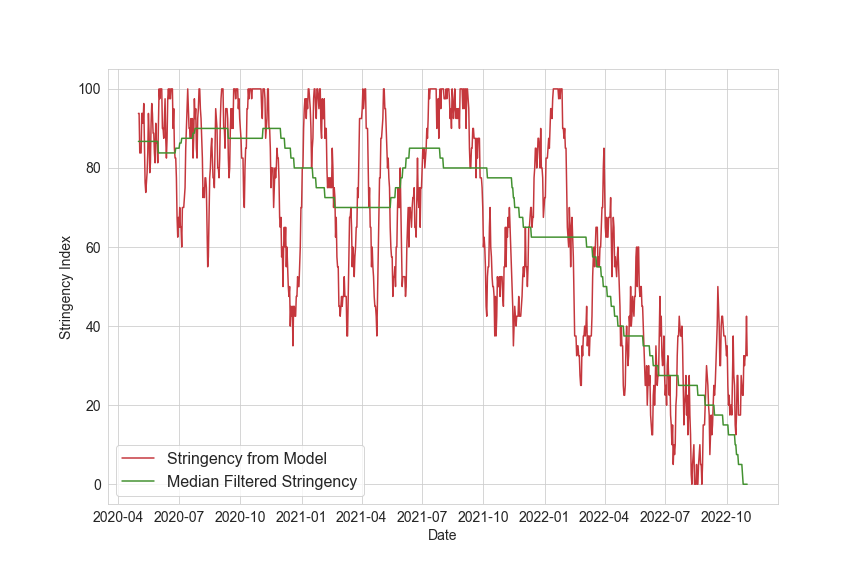 100
80
60
40
20
0
Stringency Index
Stringency from Model
Median Filtered Stringency
2020-04 2020-07 2020-10 2021-01 2021-04 2021-07 2021-10 2022-01 2022-04 2022-07 2022-10
Date